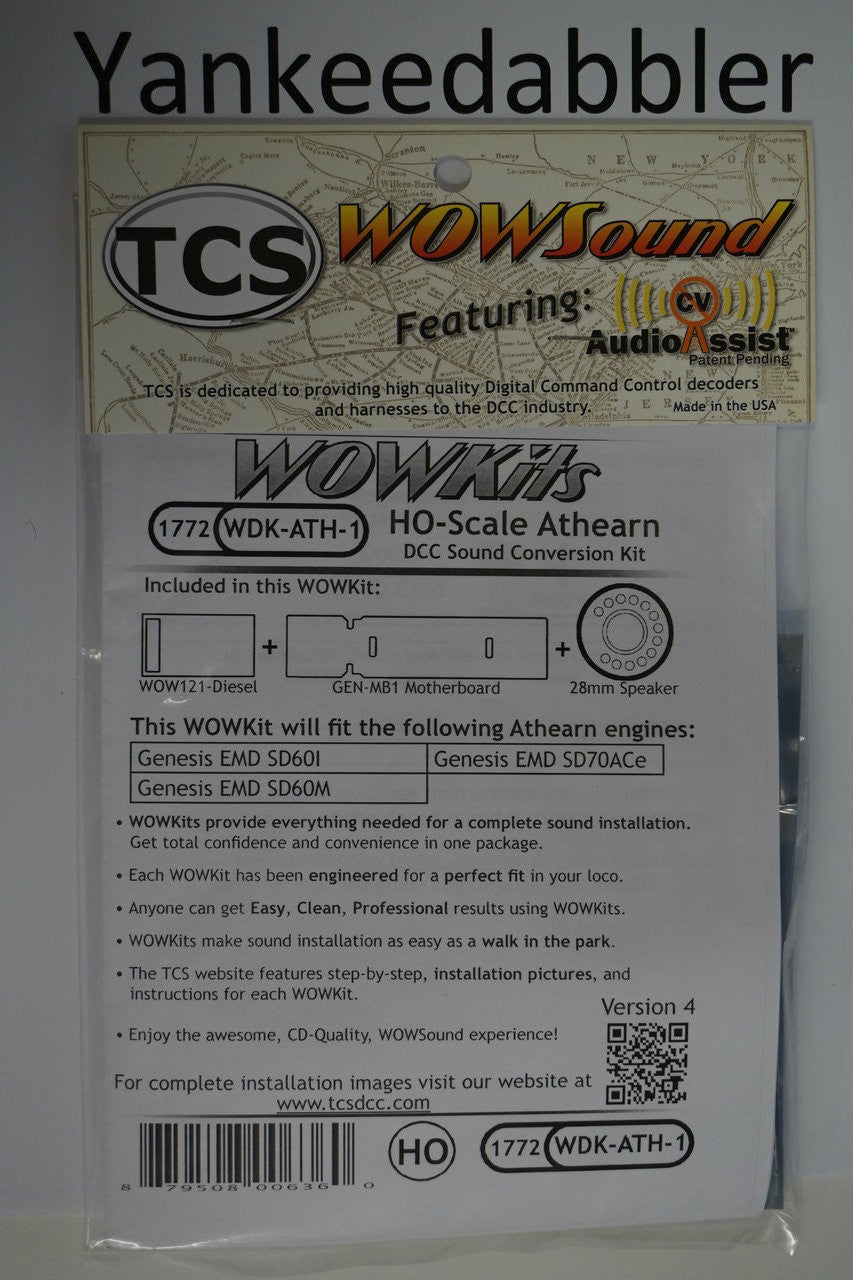 Yankeedabbler
TCS
WOWSound
Featuring:
CV
AudioAssist™
Patent Pending
TCS is dedicated to providing high quality Digital Command Control decoders
and harnesses to the DCC industry.
Made in the USA
Scranton
Wilkes-Barre
Harrisburg
NEW YORK
WOWKits
1772 WDK-ATH-1
HO-Scale Athearn
DCC Sound Conversion Kit
Included in this WOWKit:
+
+
WOW121-Diesel
GEN-MB1 Motherboard
28mm Speaker
This WOWKit will fit the following Athearn engines:
Genesis EMD SD60I
Genesis EMD SD70ACe
Genesis EMD SD60M
• WOWKits provide everything needed for a complete sound installation.
Get total confidence and convenience in one package.
• Each WOWKit has been engineered for a perfect fit in your loco.
• Anyone can get Easy, Clean, Professional results using WOWKits.
• WOWKits make sound installation as easy as a walk in the park.
• The TCS website features step-by-step, installation pictures, and
instructions for each WOWKit.
• Enjoy the awesome, CD-Quality, WOWSound experience!
Version 4
For complete installation images visit our website at
www.tcsdcc.com
8 79508 00636 0
HO
1772 WDK-ATH-1